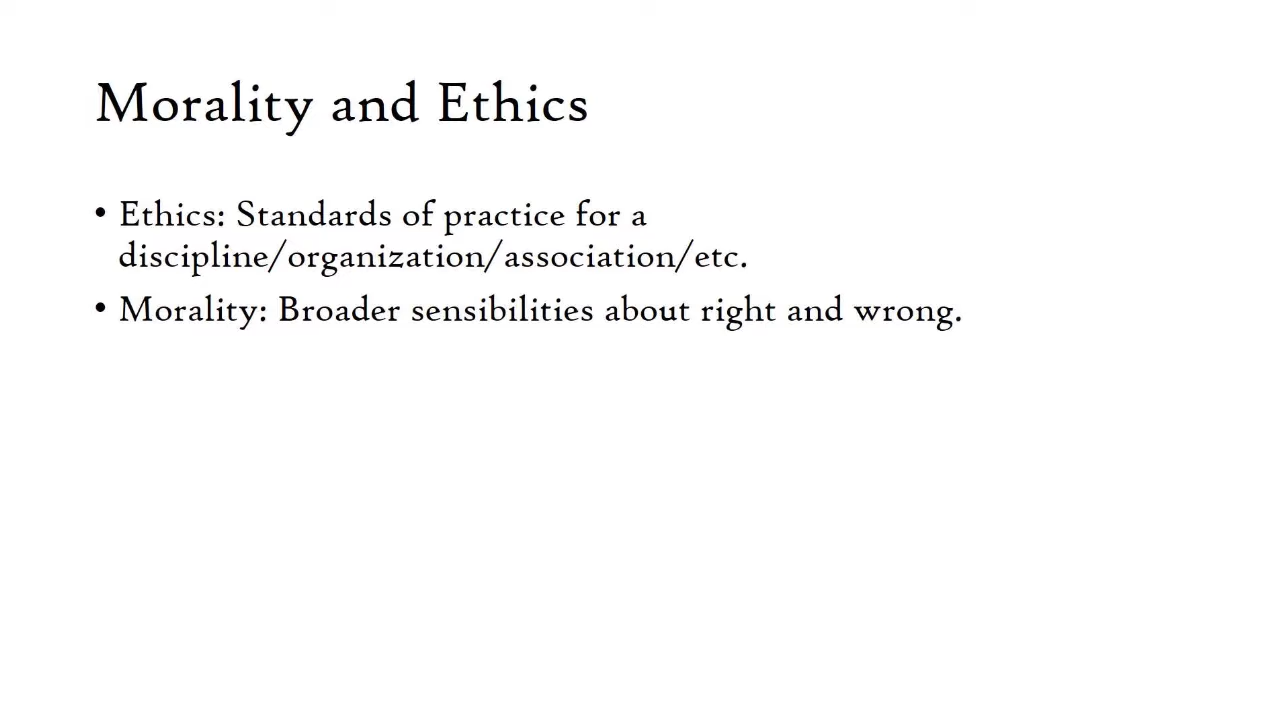 Morality and Ethics
• Ethics: Standards of practice for a
discipline/organization/association/etc.
• Morality: Broader sensibilities about right and wrong.